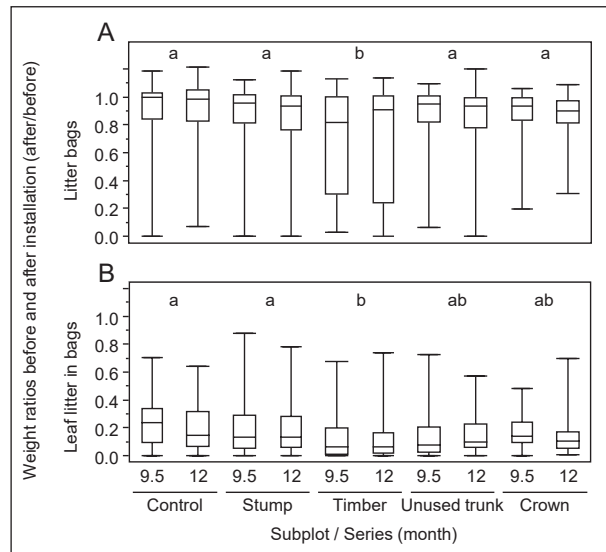 Weight ratios before and after installation (after/before)
A
Litter bags
a a b a a
1.0
0.8
0.6
0.4
0.2
0.0
B
Leaf litter in bags
a a b ab ab
1.0
0.8
0.6
0.4
0.2
0.0
9.5 12 9.5 12 9.5 12 9.5 12 9.5 12
Control Stump Timber Unused trunk Crown
Subplot / Series (month)